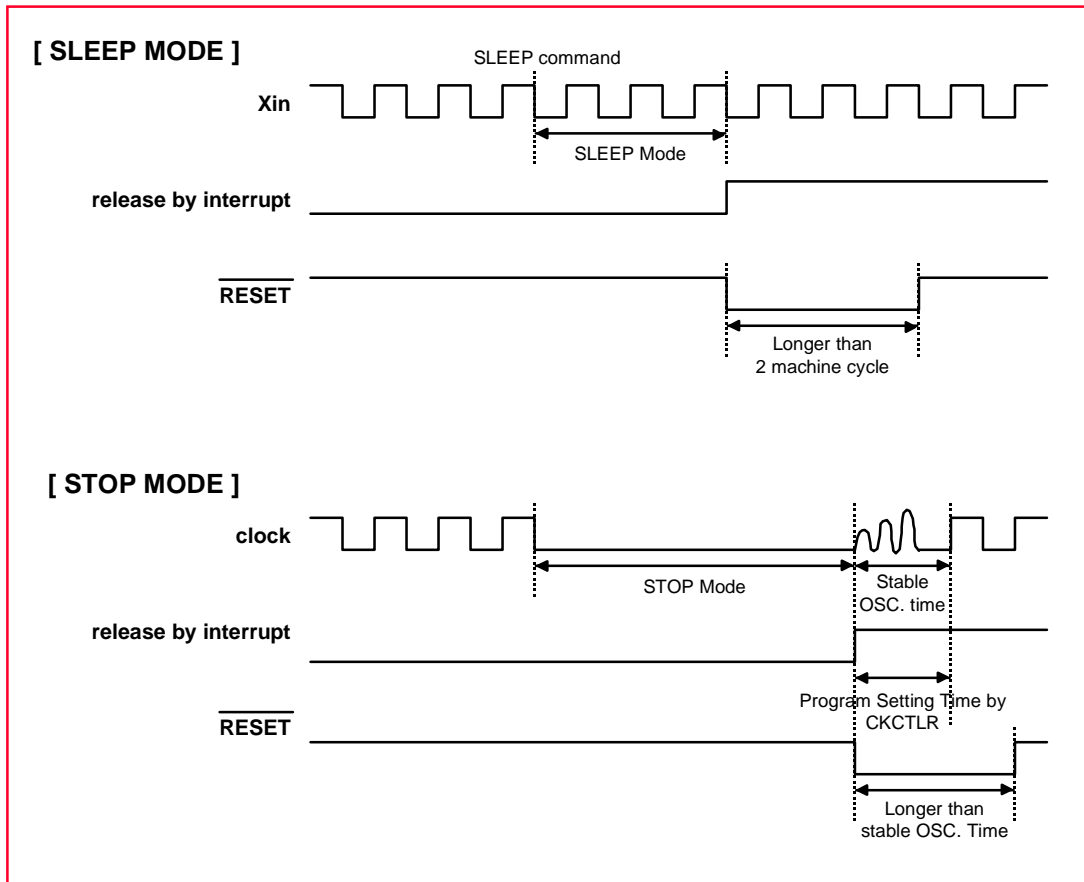 [ SLEEP MODE ]
SLEEP command
Xin
SLEEP Mode
release by interrupt
RESET
Longer than
2 machine cycle
[ STOP MODE ]
clock
STOP Mode
Stable
OSC. time
release by interrupt
Program Setting Time by
CKCTLR
RESET
Longer than
stable OSC. Time